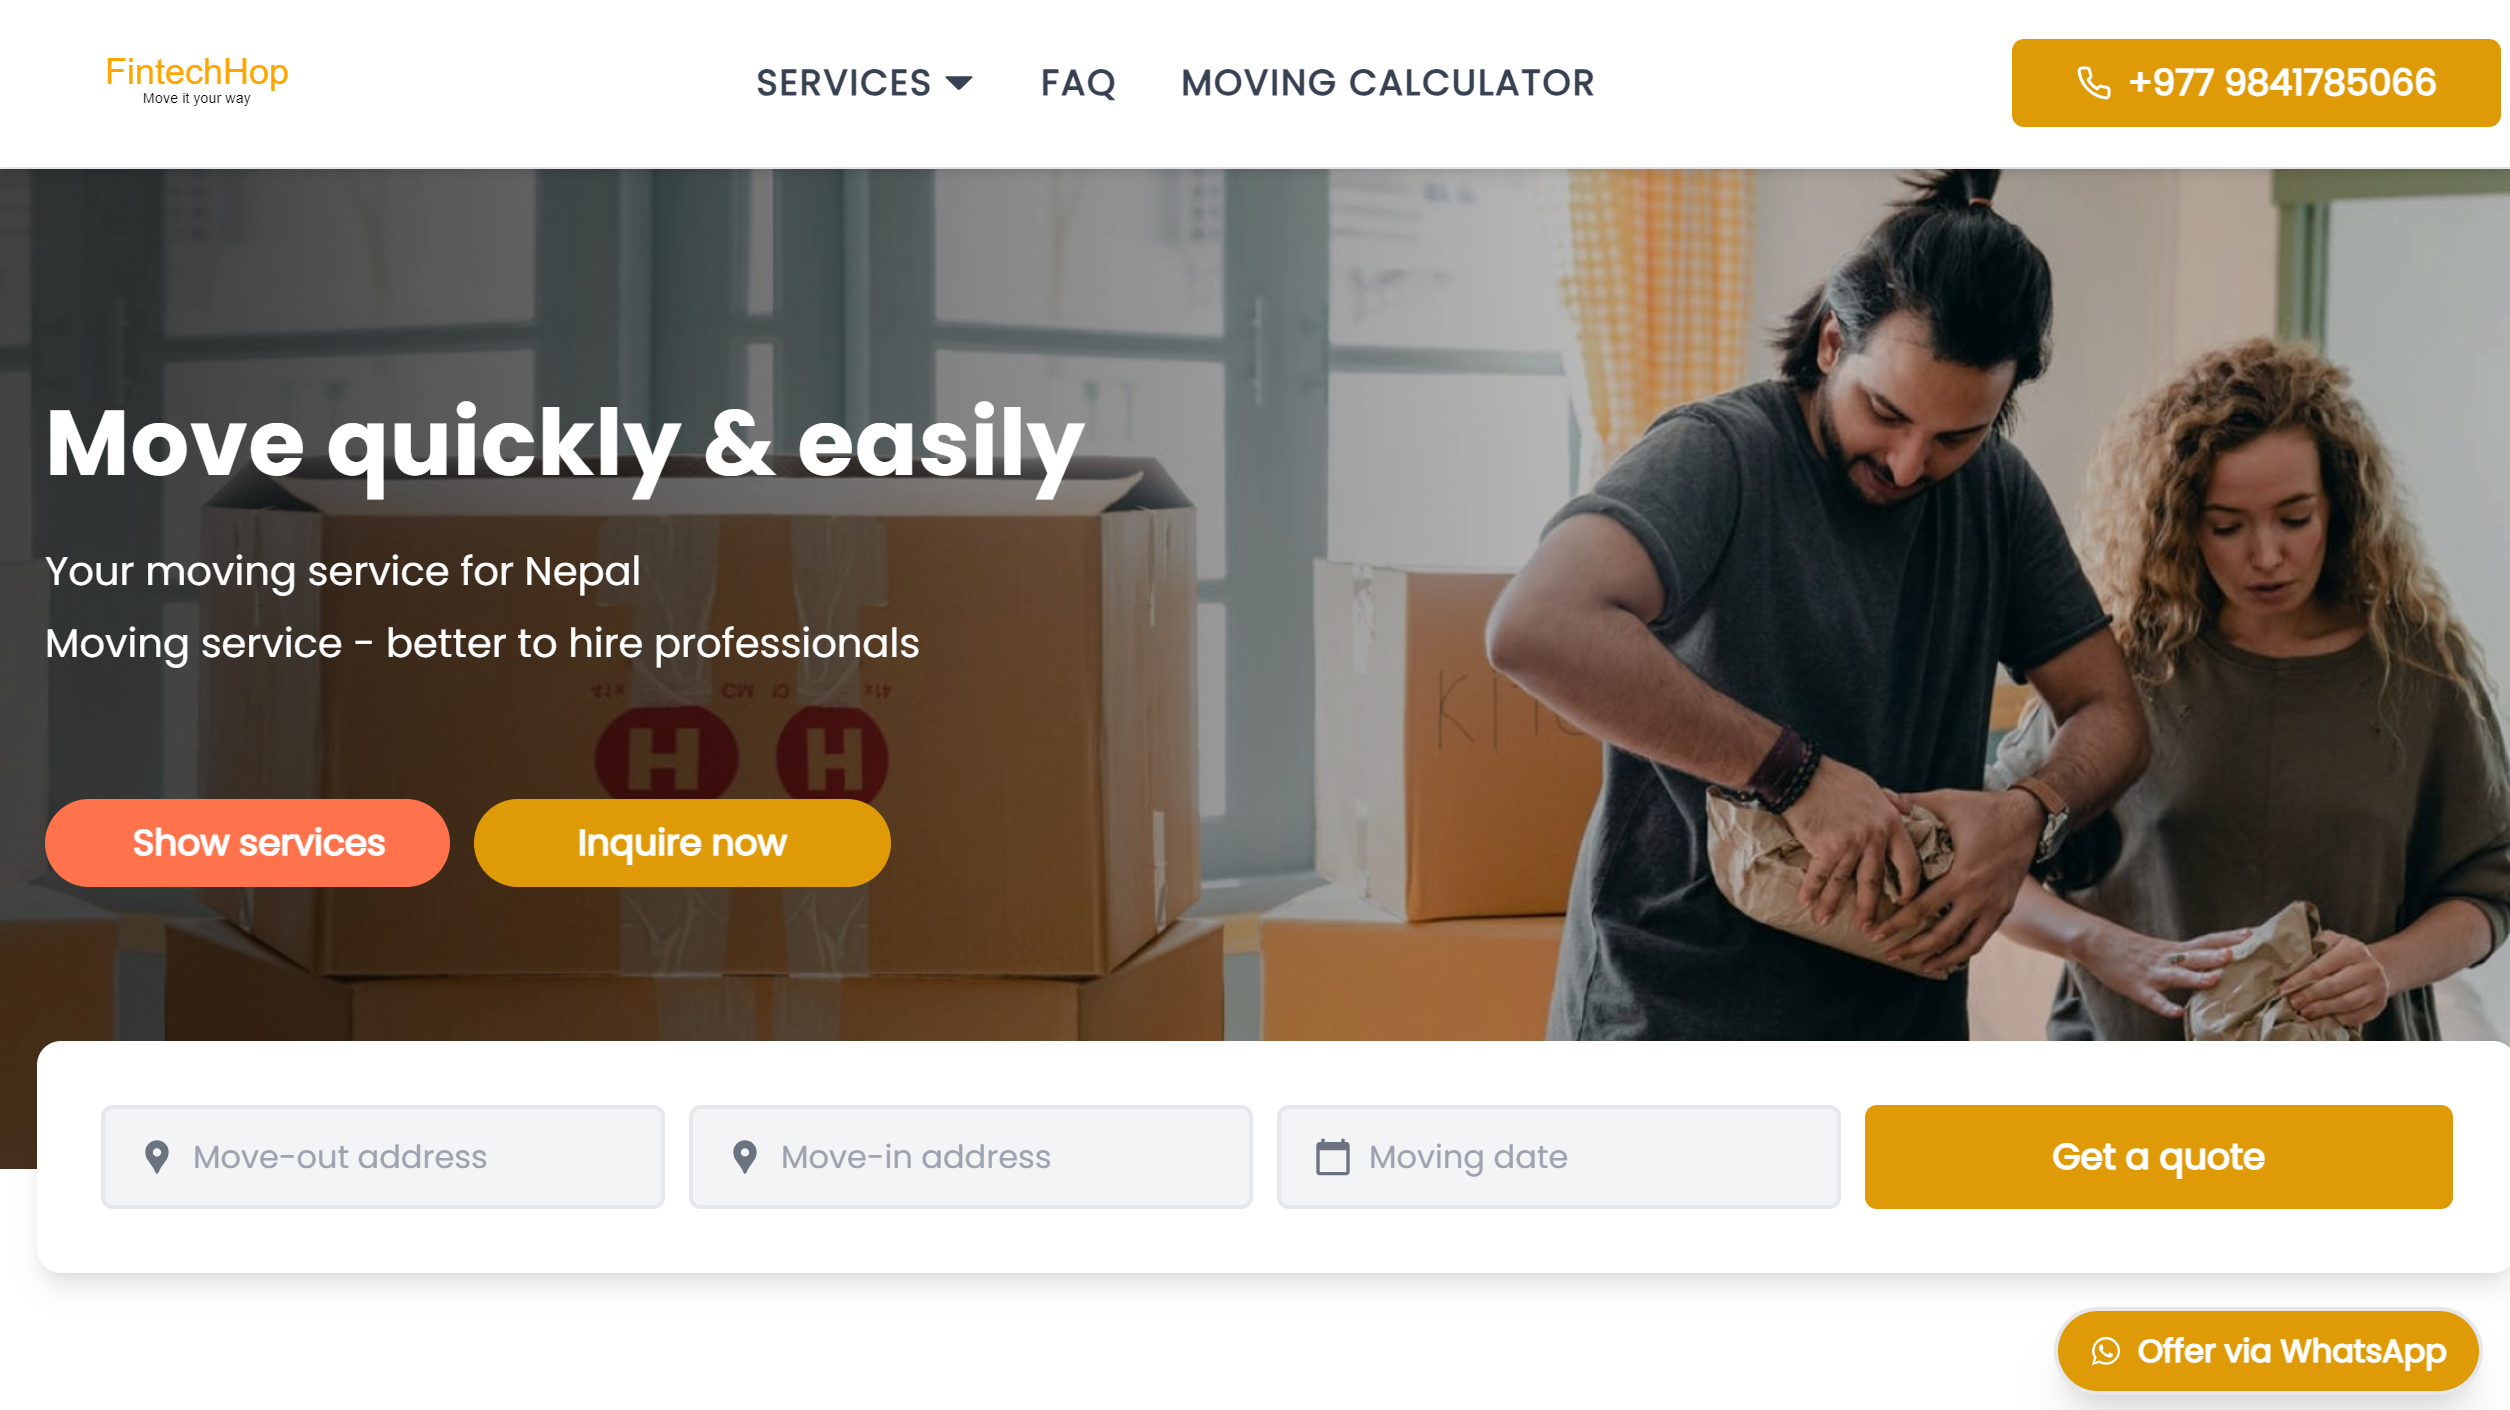 FintechHop
Move it your way
SERVICES
FAQ
MOVING CALCULATOR
+977 9841785066
Move quickly & easily
Your moving service for Nepal
Moving service - better to hire professionals
H H
Show services
Inquire now
Move-out address
Move-in address
Moving date
Get a quote
Offer via WhatsApp